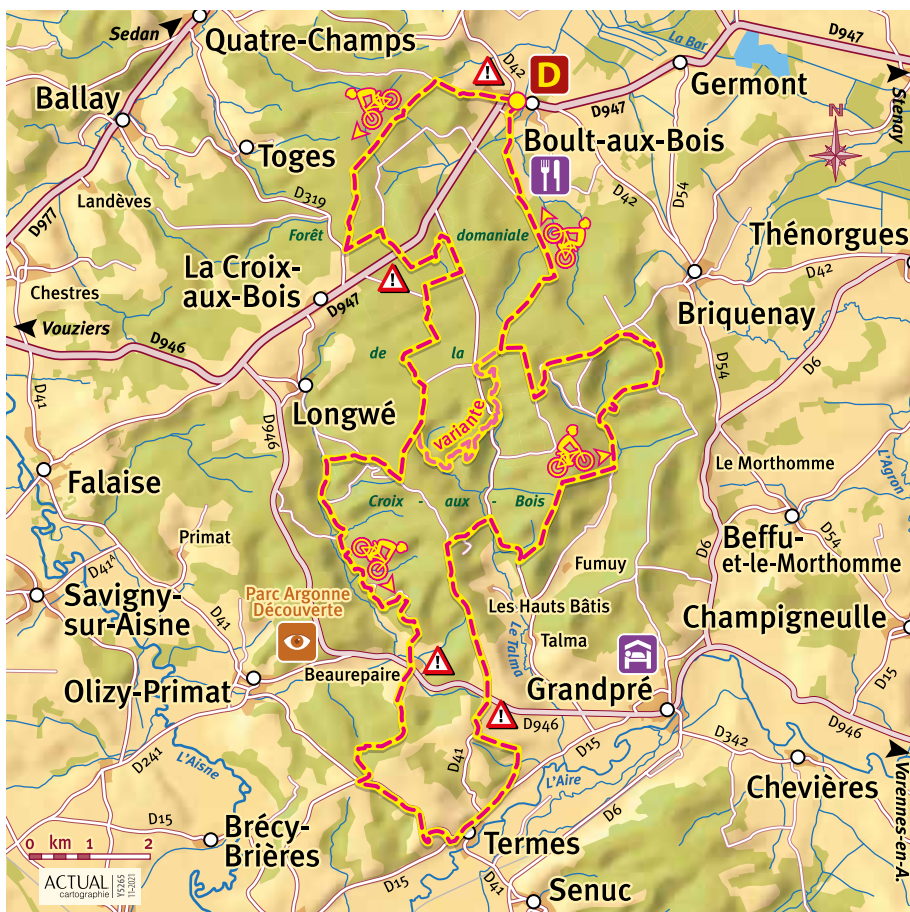 Sedan
Quatre-Champs
D42
D
La Bar
D947
Germont
Stenay
Ballay
D947
N
Toges
Boult-aux-Bois
Landèves
D319
D42
D54
D977
Forêt
domaniale
Thénorgues
La Croix-
aux-Bois
D42
Chestres
D947
Briquenay
Vouziers
D946
de
la
D54
D6
D41
Longwé
variante
D946
Le Morthomme
L'Agron
Falaise
Croix - aux - Bois
Primat
D6
Beffu-
et-le-Morthomme
D54
D41A
Fumuy
Parc Argonne
Découverte
Savigny-
sur-Aisne
D41
Les Hauts Bâtis
Champigneulle
Le Talma
Talma
Beaurepaire
D15
Olizy-Primat
Grandpré
D946
D946
D15
D342
D41
D241
L'Aisne
L'Aire
Chevières
Varennes-en-A.
D15
D6
Brécy-
Brières
0 km 1 2
Termes
D15
D41
ACTUAL
cartographie
Y5265
11-2021
Senuc